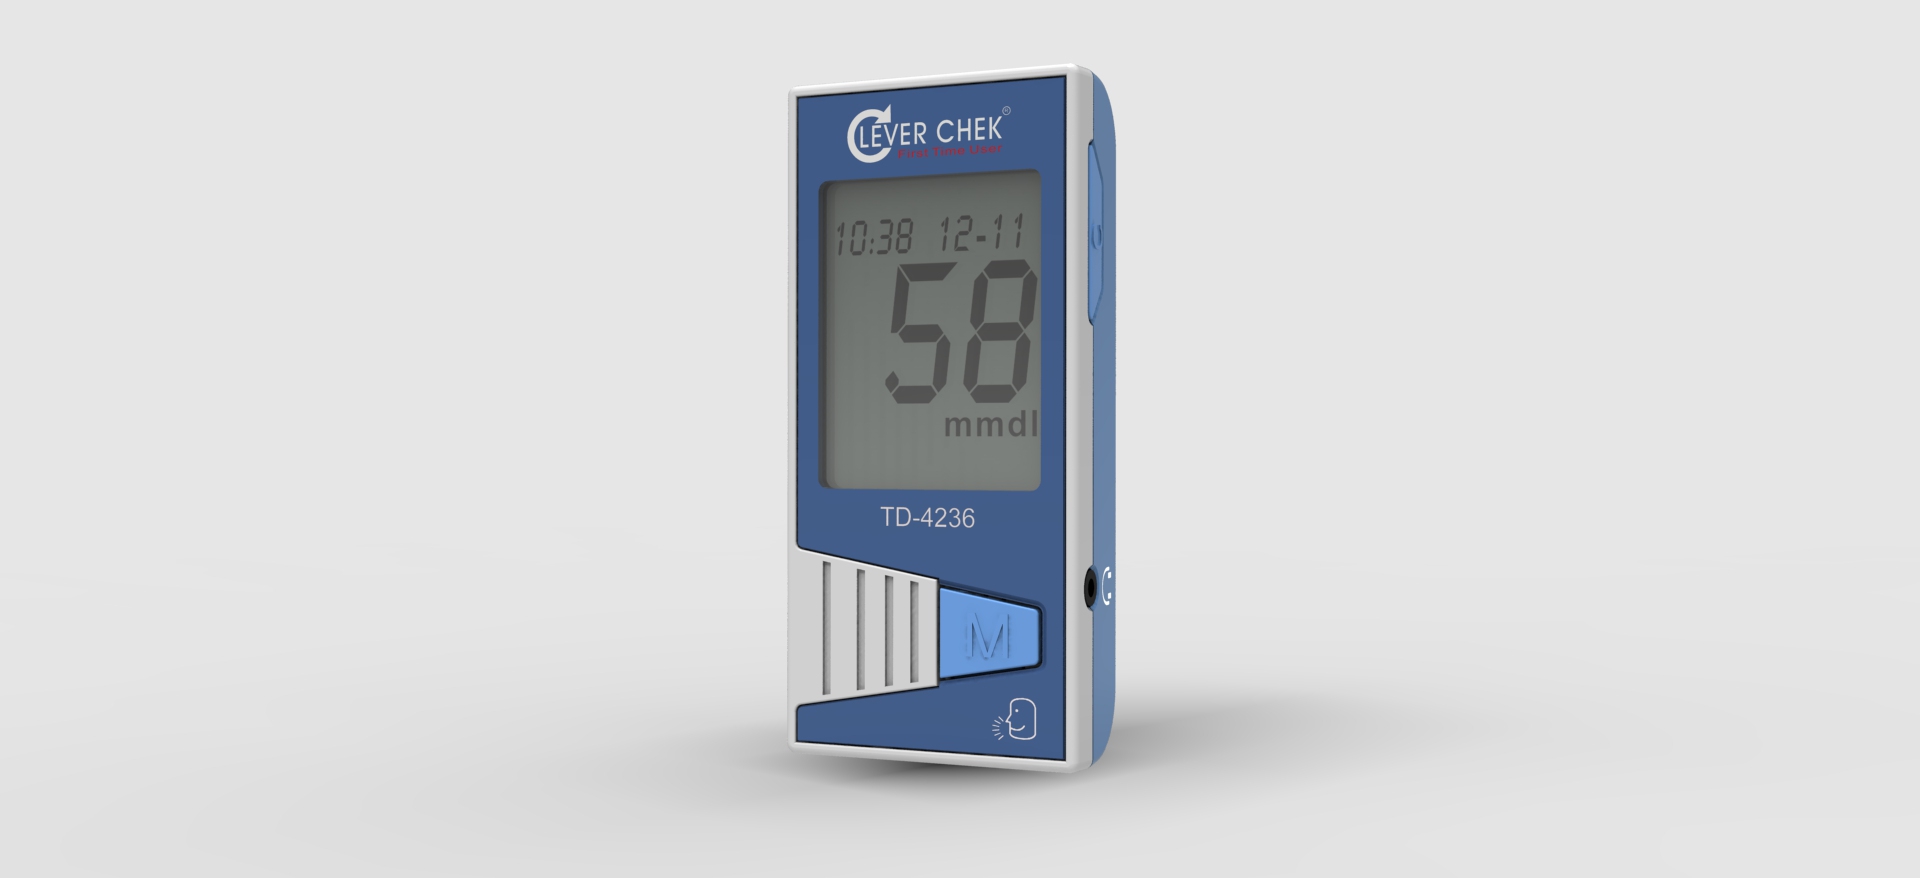 CLEVER CHEK®
First Time User
10:38 12-11
58
mmdl
TD-4236
M